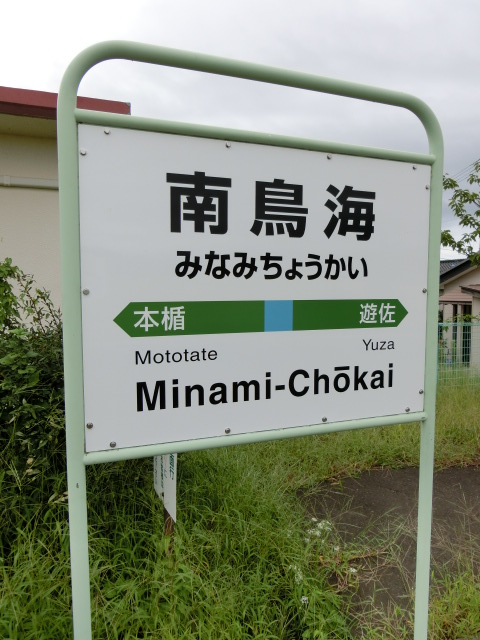 南鳥海
みなみちょうかい
本楯 遊佐
Mototate Yuza
Minami-Chōkai